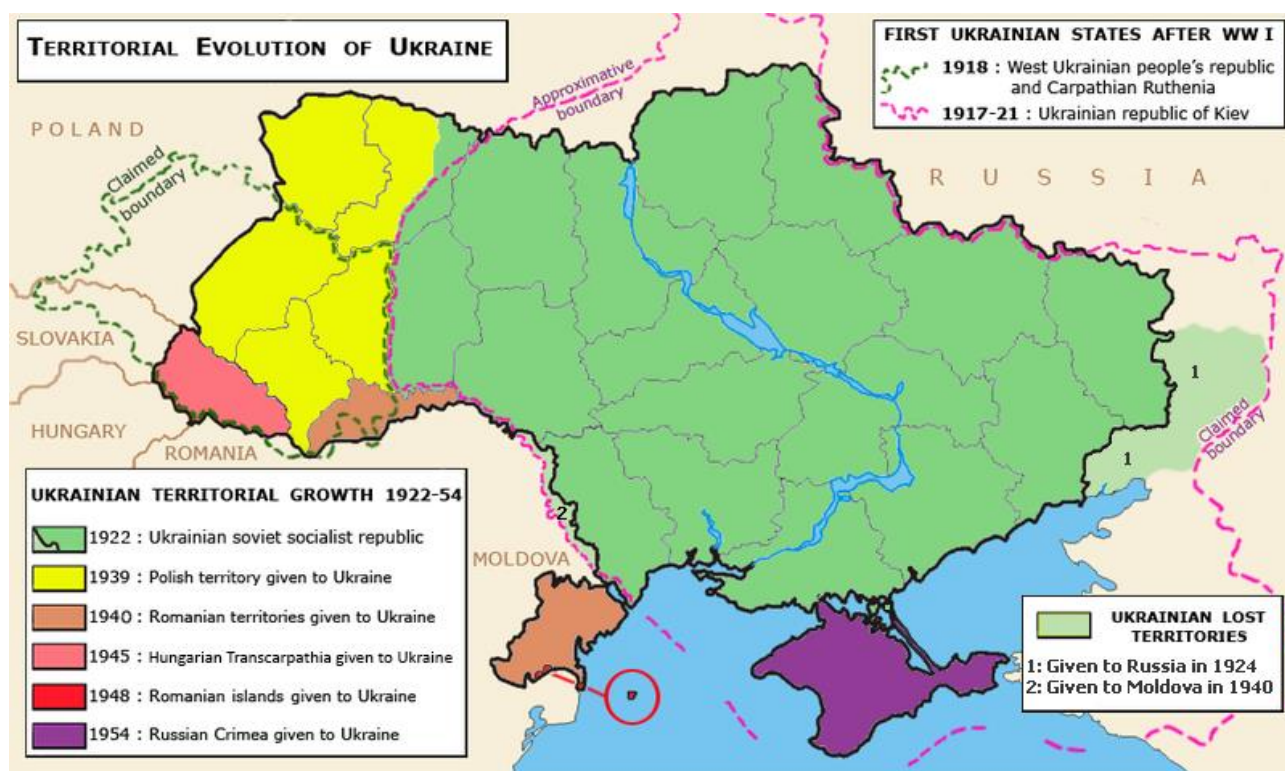 TERRITORIAL EVOLUTION OF UKRAINE
FIRST UKRAINIAN STATES AFTER WW I
1918 : West Ukrainian people's republic
and Carpathian Ruthenia
1917-21 : Ukrainian republic of Kiev
Approximative
boundary
POLAND
Claimed
boundary
RUSSIA
SLOVAKIA
HUNGARY
ROMANIA
1
Claimed
boundary
1
2
MOLDOVA
UKRAINIAN TERRITORIAL GROWTH 1922-54
1922 : Ukrainian soviet socialist republic
1939 : Polish territory given to Ukraine
1940 : Romanian territories given to Ukraine
1945 : Hungarian Transcarpathia given to Ukraine
1948 : Romanian islands given to Ukraine
1954 : Russian Crimea given to Ukraine
UKRAINIAN LOST
TERRITORIES
1: Given to Russia in 1924
2: Given to Moldova in 1940